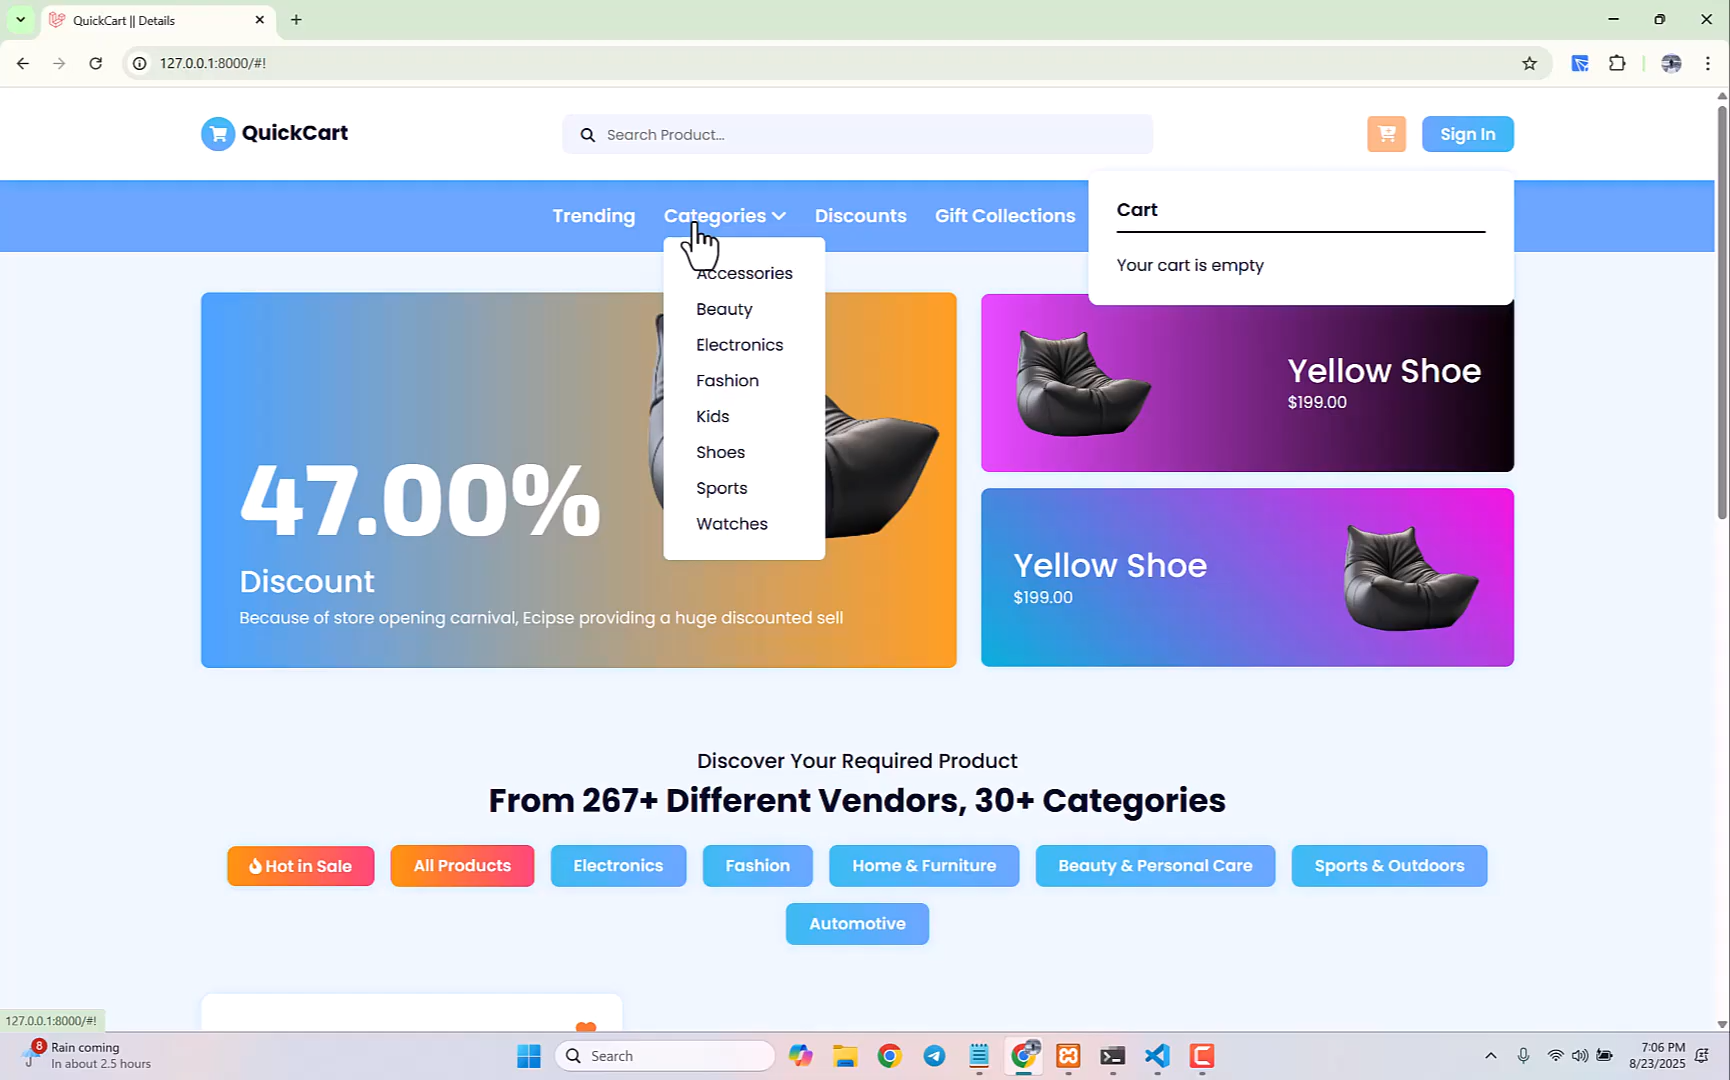 QuickCart || Details
127.0.0.1:8000/#!
QuickCart
Search Product...
Sign In
Trending
Categories
Discounts
Gift Collections
Cart
Your cart is empty
Accessories
Beauty
Electronics
Fashion
Kids
Shoes
Sports
Watches
47.00%
Discount
Because of store opening carnival, Ecipse providing a huge discounted sell
Yellow Shoe
$199.00
Yellow Shoe
$199.00
Discover Your Required Product
From 267+ Different Vendors, 30+ Categories
Hot in Sale
All Products
Electronics
Fashion
Home & Furniture
Beauty & Personal Care
Sports & Outdoors
Automotive
127.0.0.1:8000/#!
8
Rain coming
In about 2.5 hours
Search
7:06 PM
8/23/2025